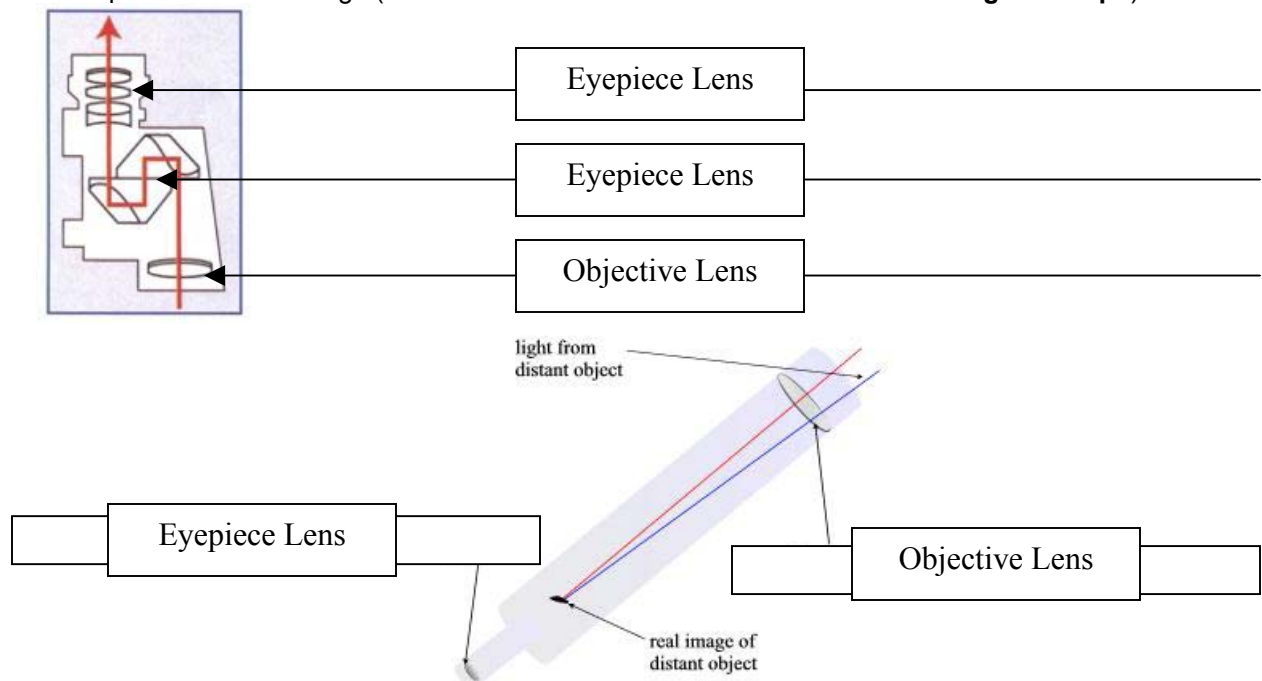 Eyepiece Lens
Eyepiece Lens
Objective Lens
light from
distant object
Eyepiece Lens
Objective Lens
real image of
distant object